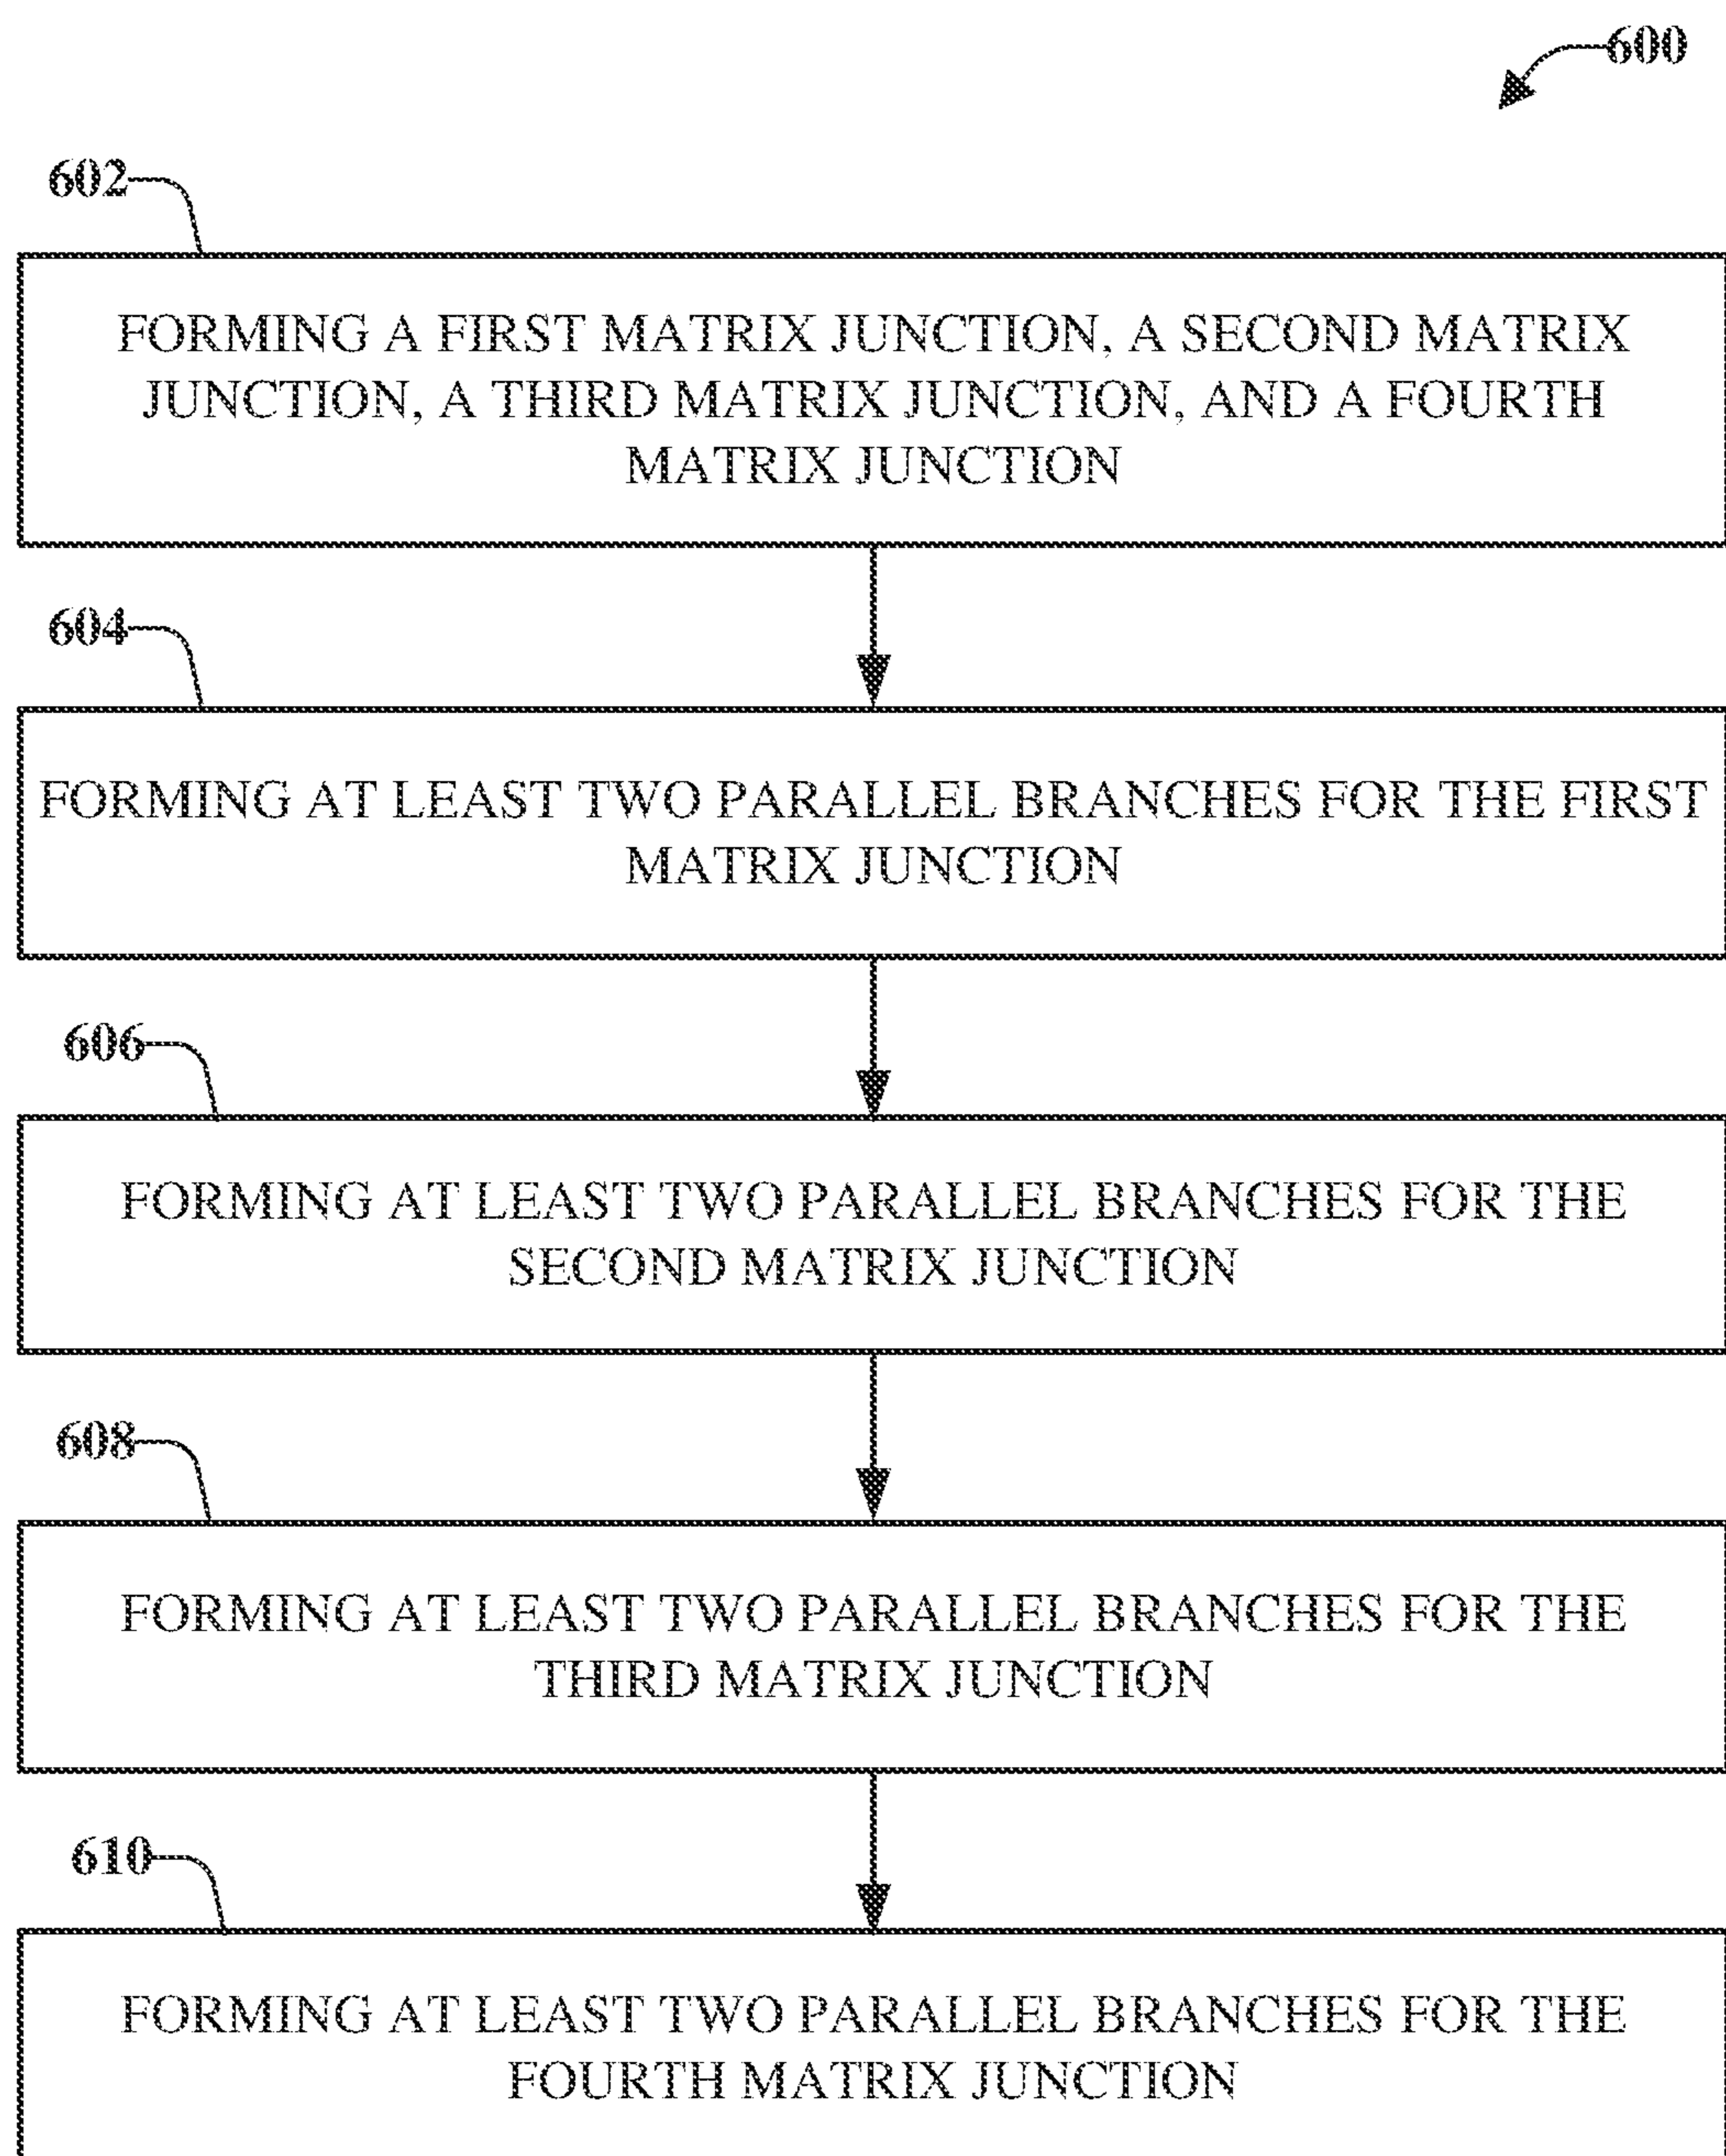 600
602
FORMING A FIRST MATRIX JUNCTION, A SECOND MATRIX
JUNCTION, A THIRD MATRIX JUNCTION, AND A FOURTH
MATRIX JUNCTION
604
FORMING AT LEAST TWO PARALLEL BRANCHES FOR THE FIRST
MATRIX JUNCTION
606
FORMING AT LEAST TWO PARALLEL BRANCHES FOR THE
SECOND MATRIX JUNCTION
608
FORMING AT LEAST TWO PARALLEL BRANCHES FOR THE
THIRD MATRIX JUNCTION
610
FORMING AT LEAST TWO PARALLEL BRANCHES FOR THE
FOURTH MATRIX JUNCTION